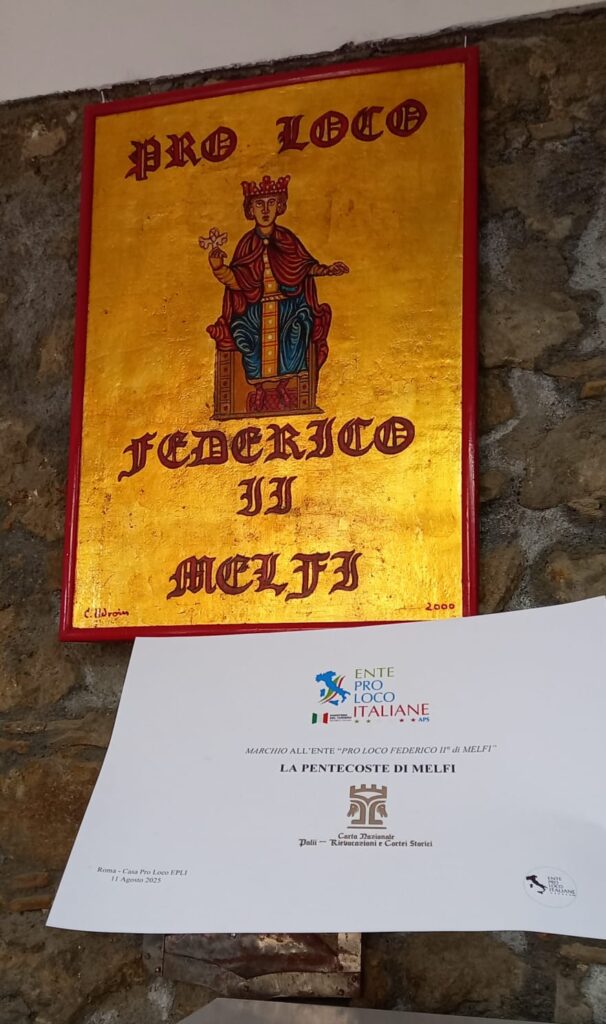 PRO LOCO
FEDERICO
II
MELFI
2000
ENTE
PRO
LOCO
ITALIANE
APS
MARCHIO ALL'ENTE "PRO LOCO FEDERICO II° di MELFI"
LA PENTECOSTE DI MELFI
Carta Nazionale
Palii — Rievocazioni e Cortei Storici
Roma - Casa Pro Loco EPLI
11 Agosto 2025
ENTE
PRO
LOCO
ITALIANE